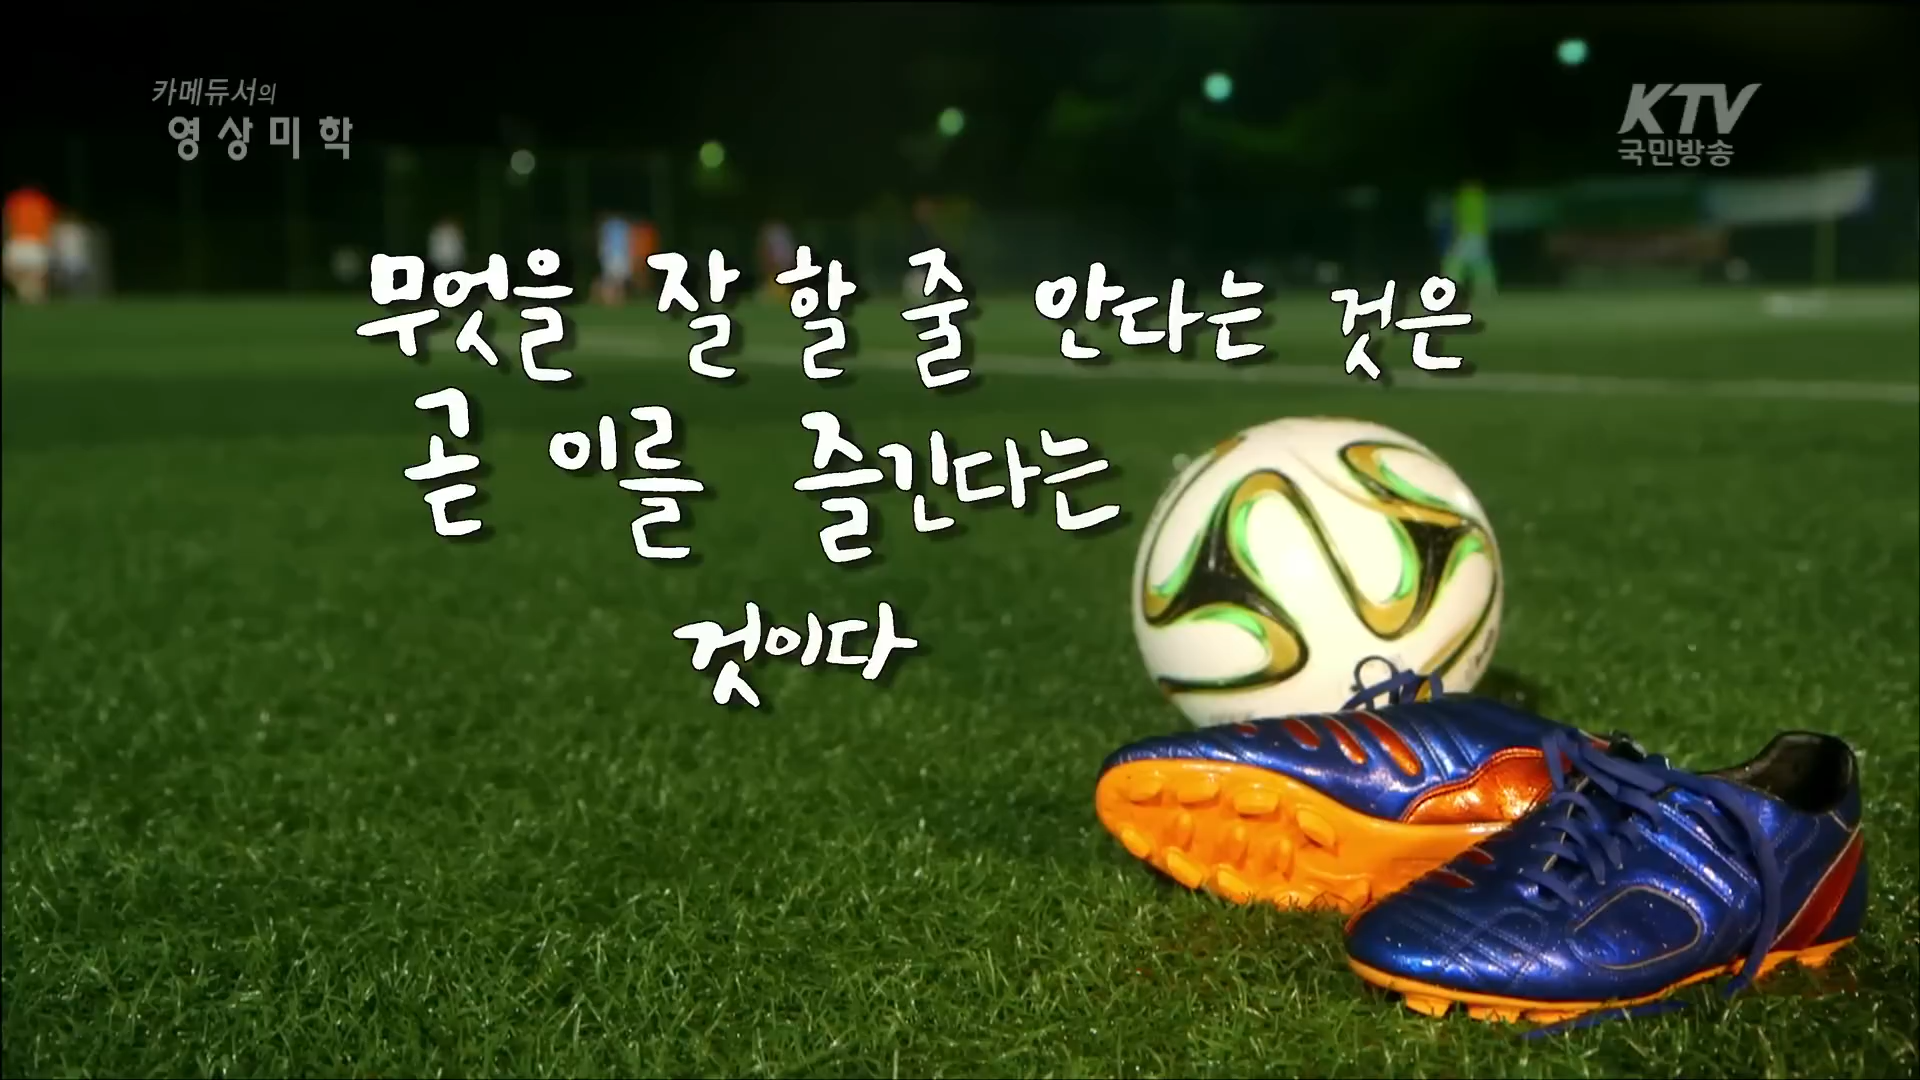 카메듀서의
영상미학
KTV
국민방송
무엇을 잘 할 줄 안다는 것은
곧 이를 즐긴다는
것이다